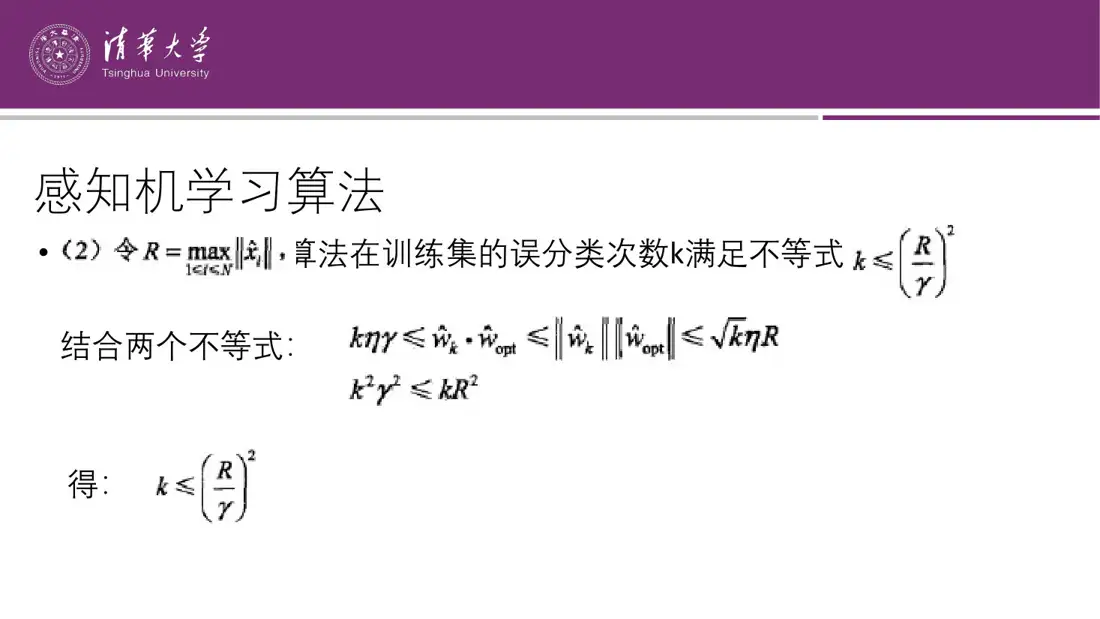 清华大学
Tsinghua University
感知机学习算法
• (2) 令 R = max_{1≤i≤N} ‖x̂_i‖ , 算法在训练集的误分类次数k满足不等式 k ≤ (R/γ)²
结合两个不等式: kηγ ≤ ŵ_k • ŵ_opt ≤ ‖ŵ_k‖ ‖ŵ_opt‖ ≤ √k ηR
k²γ² ≤ kR²
得: k ≤ (R/γ)²